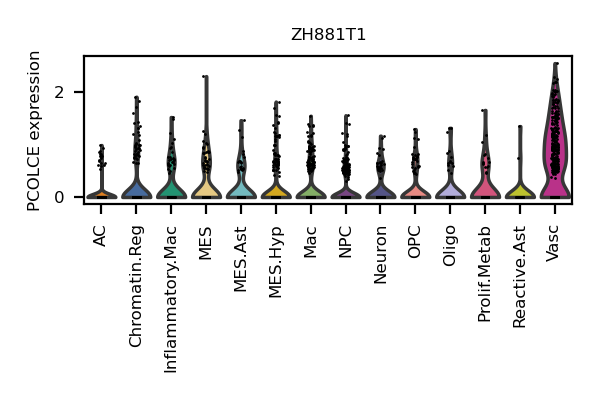 ZH881T1
PCOLCE expression
2
0
AC
Chromatin.Reg
Inflammatory.Mac
MES
MES.Ast
MES.Hyp
Mac
NPC
Neuron
OPC
Oligo
Prolif.Metab
Reactive.Ast
Vasc